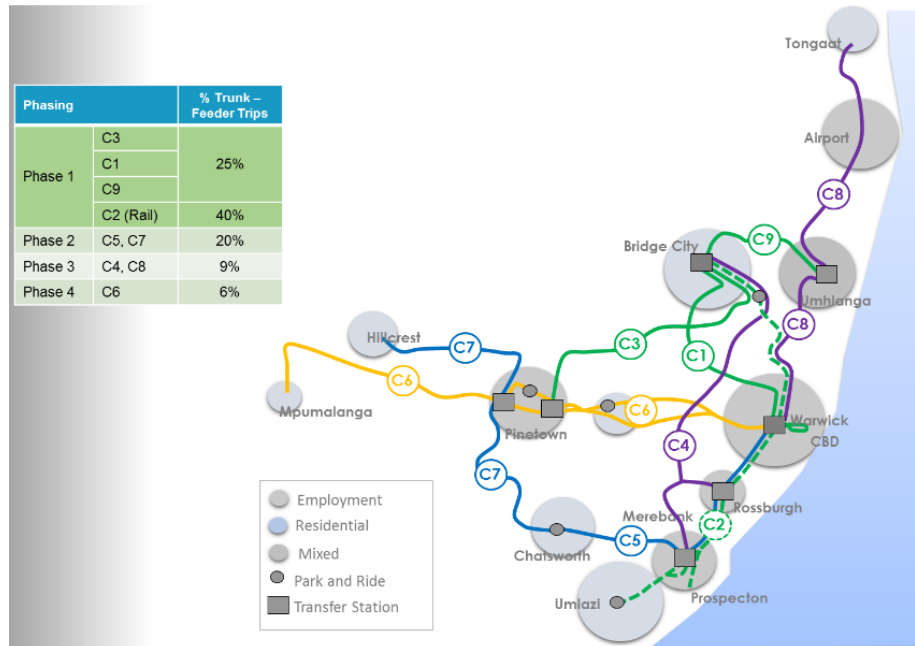 Phasing
% Trunk –
Feeder Trips
Phase 1
C3
C1
C9
25%
C2 (Rail)
40%
Phase 2
C5, C7
20%
Phase 3
C4, C8
9%
Phase 4
C6
6%
Tongaat
Airport
C8
Bridge City
C9
Umhlanga
C8
Hillcrest
C7
C3
C1
C6
Mpumalanga
C6
Pinetown
Warwick
CBD
C4
C7
Rossburgh
Merebank
C2
C5
Chatsworth
Prospecton
Umlazi
Employment
Residential
Mixed
Park and Ride
Transfer Station